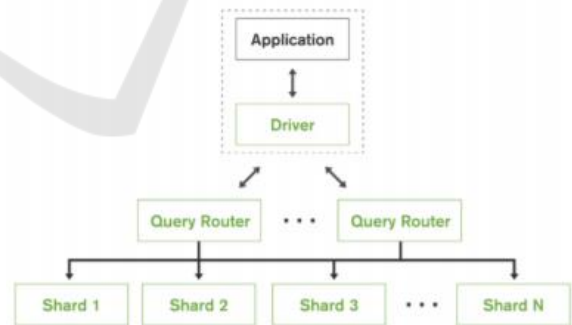 Application
Driver
Query Router ... Query Router
Shard 1 Shard 2 Shard 3 ... Shard N